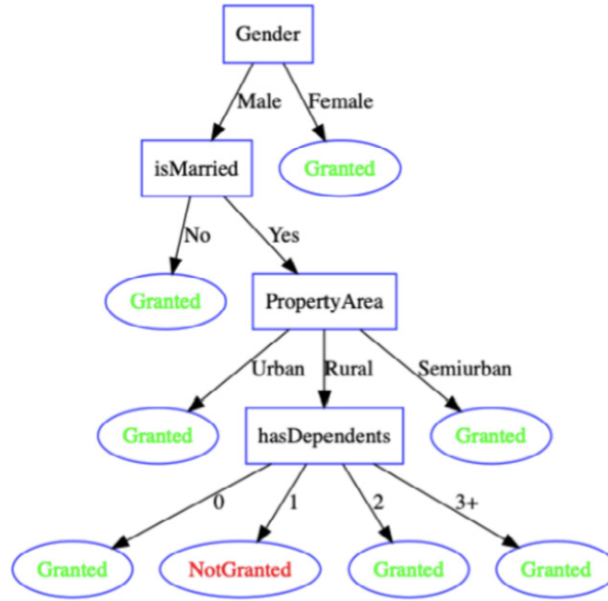 Gender
Male Female
isMarried Granted
No Yes
Granted PropertyArea
Urban Rural Semiurban
Granted hasDependents Granted
0 1 2 3+
Granted NotGranted Granted Granted